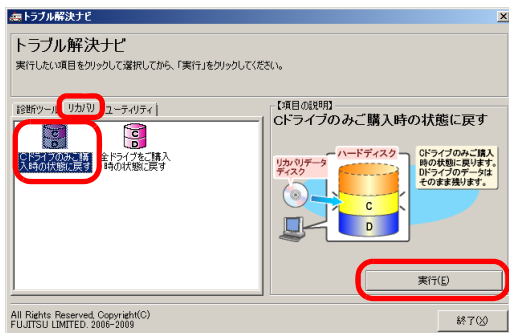 トラブル解決ナビ
トラブル解決ナビ
実行したい項目をクリックして選択してから、「実行」をクリックしてください。
診断ツール
リカバリ
ユーティリティ
Cドライブのみご購
入時の状態に戻す
全ドライブをご購入
時の状態に戻す
【項目の説明】
Cドライブのみご購入時の状態に戻す
リカバリデータ
ディスク
ハードディスク
C
D
Cドライブのみご購入
時の状態に戻ります。
Dドライブのデータは
そのまま残ります。
実行(E)
All Rights Reserved, Copyright(C)
FUJITSU LIMITED. 2006-2009
終了(X)